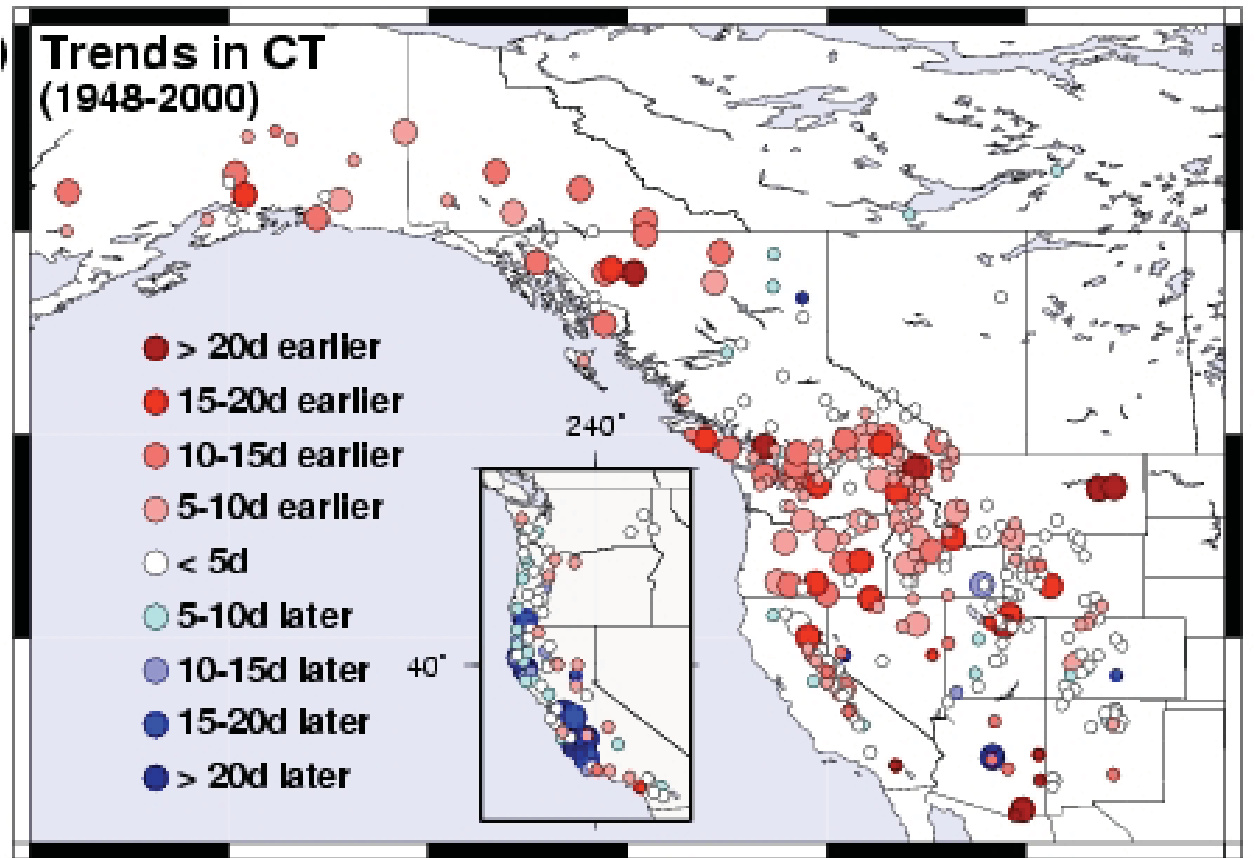 ) Trends in CT
(1948-2000)
> 20d earlier
15-20d earlier
10-15d earlier
5-10d earlier
< 5d
5-10d later
10-15d later
15-20d later
> 20d later
240°
40°